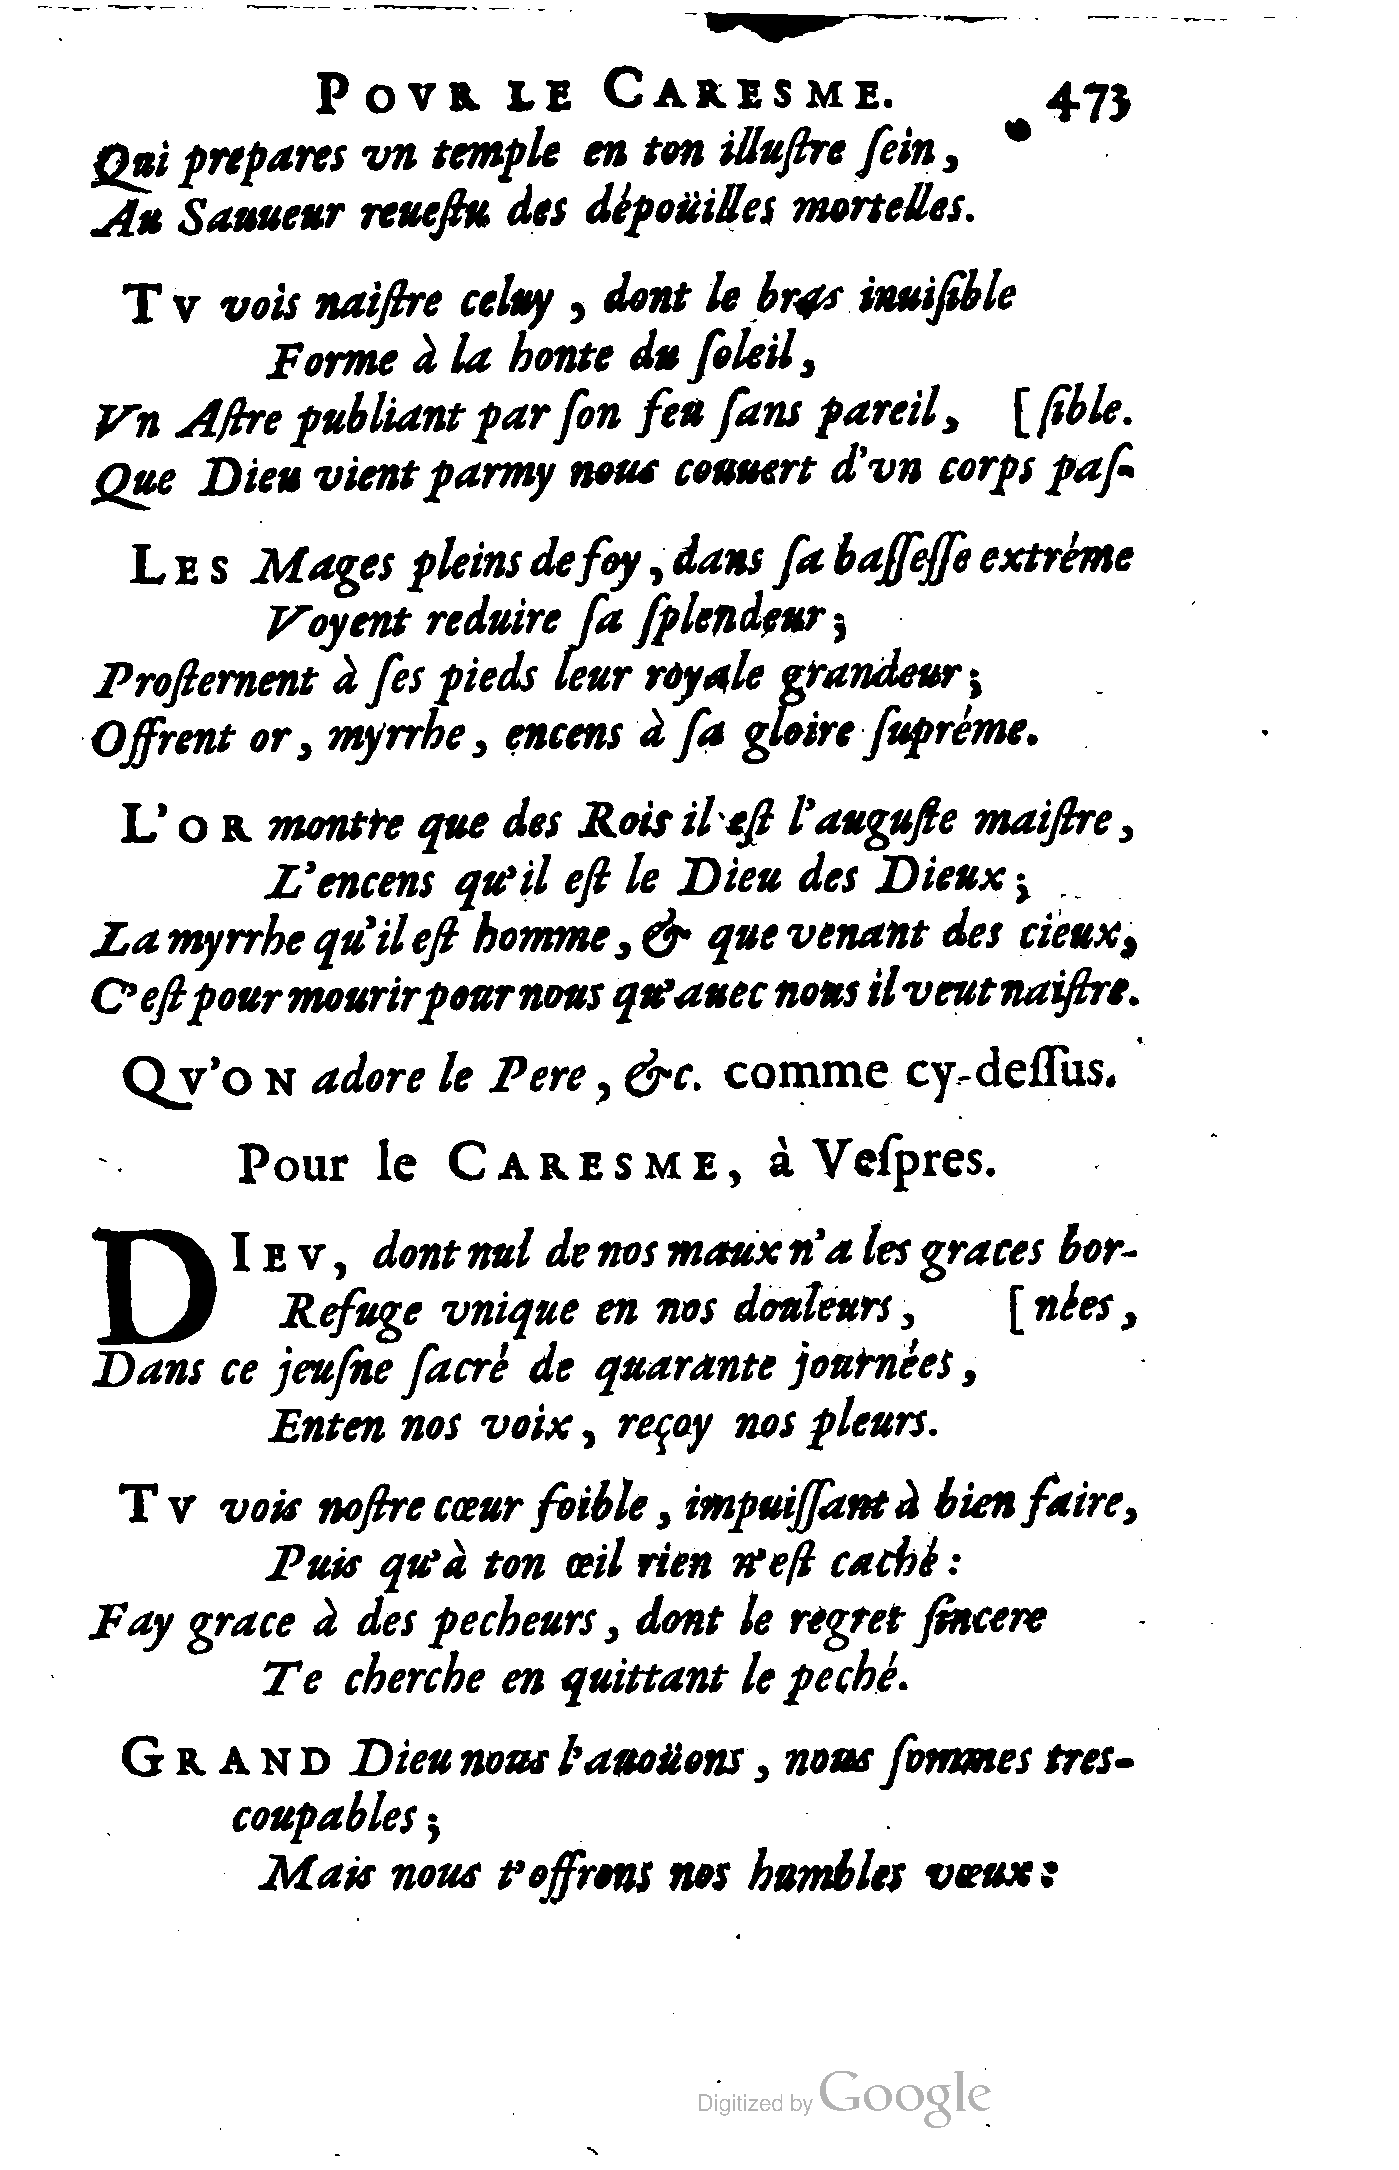 POVR LE CARESME. 473
Qui prepares vn temple en ton illuſtre ſein,
Au Sauueur reueſtu des dépoüilles mortelles.
TV vois naiſtre celuy, dont le bras inuiſible
Forme à la honte du ſoleil,
Vn Aſtre publiant par ſon feu ſans pareil, [ſible.
Que Dieu vient parmy nous couuert d'vn corps paſ-
LES Mages pleins de foy, dans ſa baſſeſſe extréme
Voyent reduire ſa ſplendeur;
Proſternent à ſes pieds leur royale grandeur;
Offrent or, myrrhe, encens à ſa gloire ſupréme.
L'OR montre que des Rois il eſt l'auguſte maiſtre,
L'encens qu'il eſt le Dieu des Dieux;
La myrrhe qu'il eſt homme, & que venant des cieux,
C'eſt pour mourir pour nous qu'auec nous il veut naiſtre.
QV'ON adore le Pere, &c. comme cy-deſſus.
Pour le CARESME, à Veſpres.
DIEV, dont nul de nos maux n'a les graces bor-
Refuge vnique en nos douleurs, [nées,
Dans ce jeuſne ſacré de quarante journées,
Enten nos voix, reçoy nos pleurs.
TV vois noſtre cœur foible, impuiſſant à bien faire,
Puis qu'à ton œil rien n'eſt caché:
Fay grace à des pecheurs, dont le regret ſincere
Te cherche en quittant le peché.
GRAND Dieu nous l'auoüons, nous ſommes tres-
coupables;
Mais nous t'offrons nos humbles vœux:
Digitized by Google